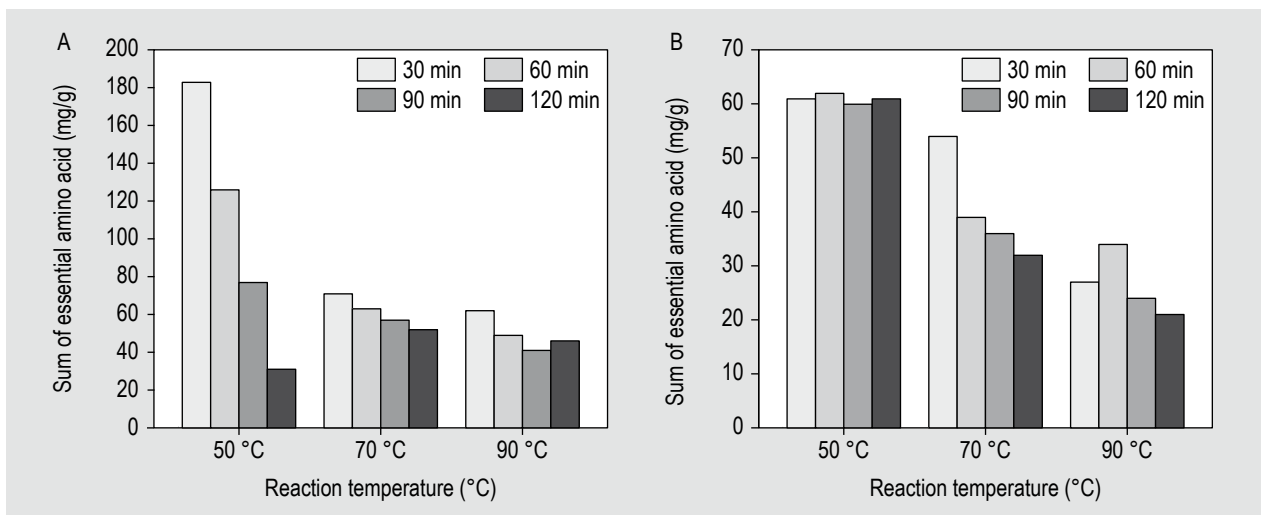 A
Sum of essential amino acid (mg/g)
200
180
160
140
120
100
80
60
40
20
0
30 min 60 min
90 min 120 min
50 °C 70 °C 90 °C
Reaction temperature (°C)
B
Sum of essential amino acid (mg/g)
70
60
50
40
30
20
10
0
30 min 60 min
90 min 120 min
50 °C 70 °C 90 °C
Reaction temperature (°C)